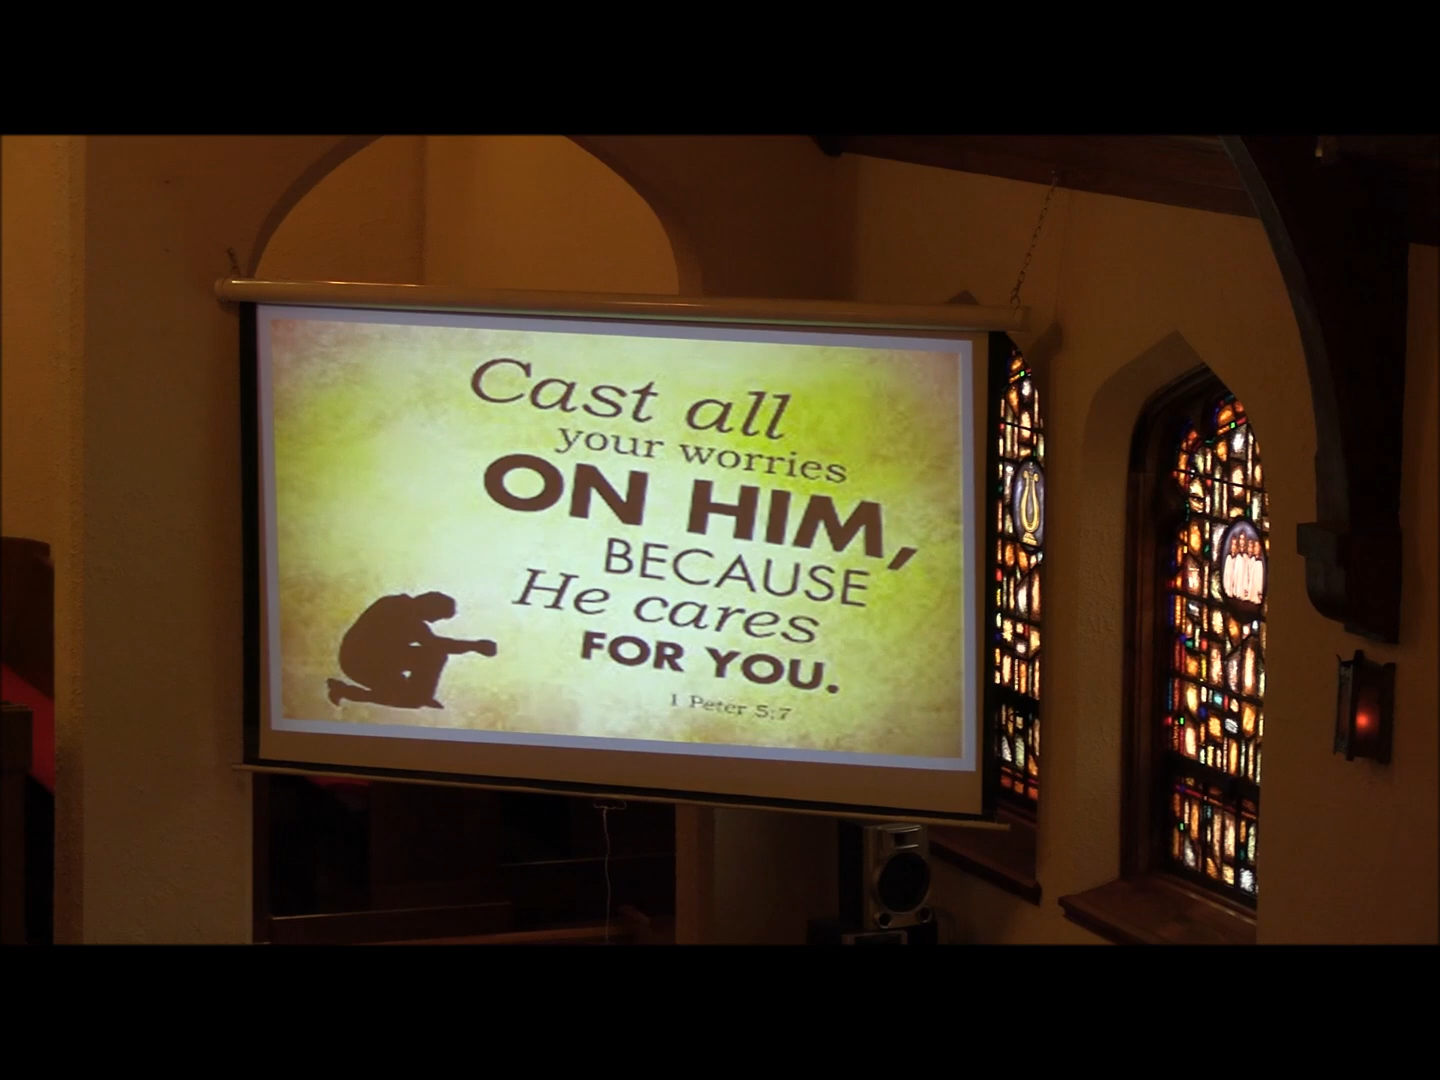 Cast all
your worries
ON HIM,
BECAUSE
He cares
FOR YOU.
1 Peter 5:7